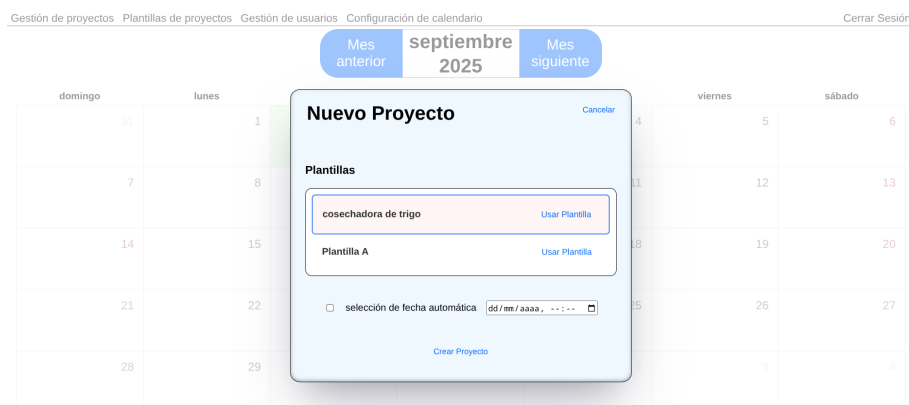 Gestión de proyectos Plantillas de proyectos Gestión de usuarios Configuración de calendario Cerrar Sesión
Mes anterior
septiembre 2025
Mes siguiente
domingo lunes viernes sábado
Nuevo Proyecto Cancelar
31 1 4 5 6
Plantillas
7 8 11 12 13
cosechadora de trigo Usar Plantilla
Plantilla A Usar Plantilla
14 15 18 19 20
selección de fecha automática dd/mm/aaaa, --:--
21 22 25 26 27
Crear Proyecto
28 29 3 4